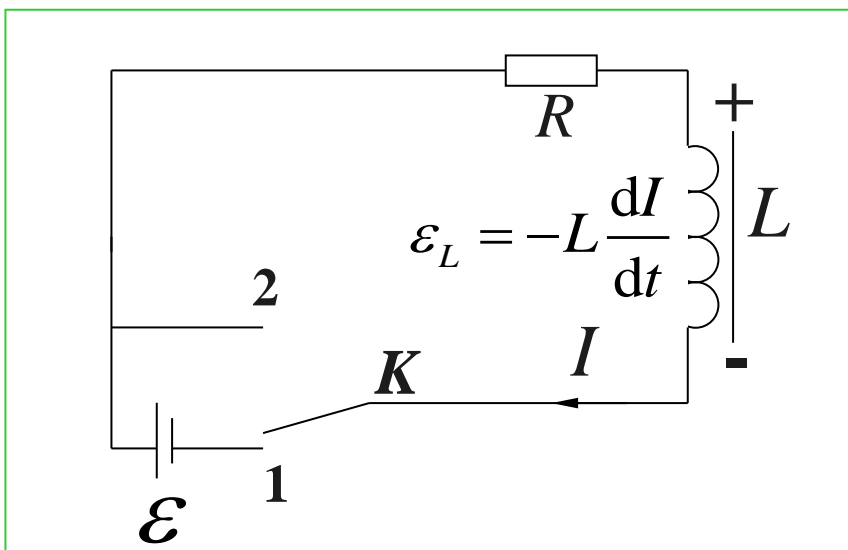 R
+
ε_L = −L dI/dt
L
2
K
I
-
1
ε